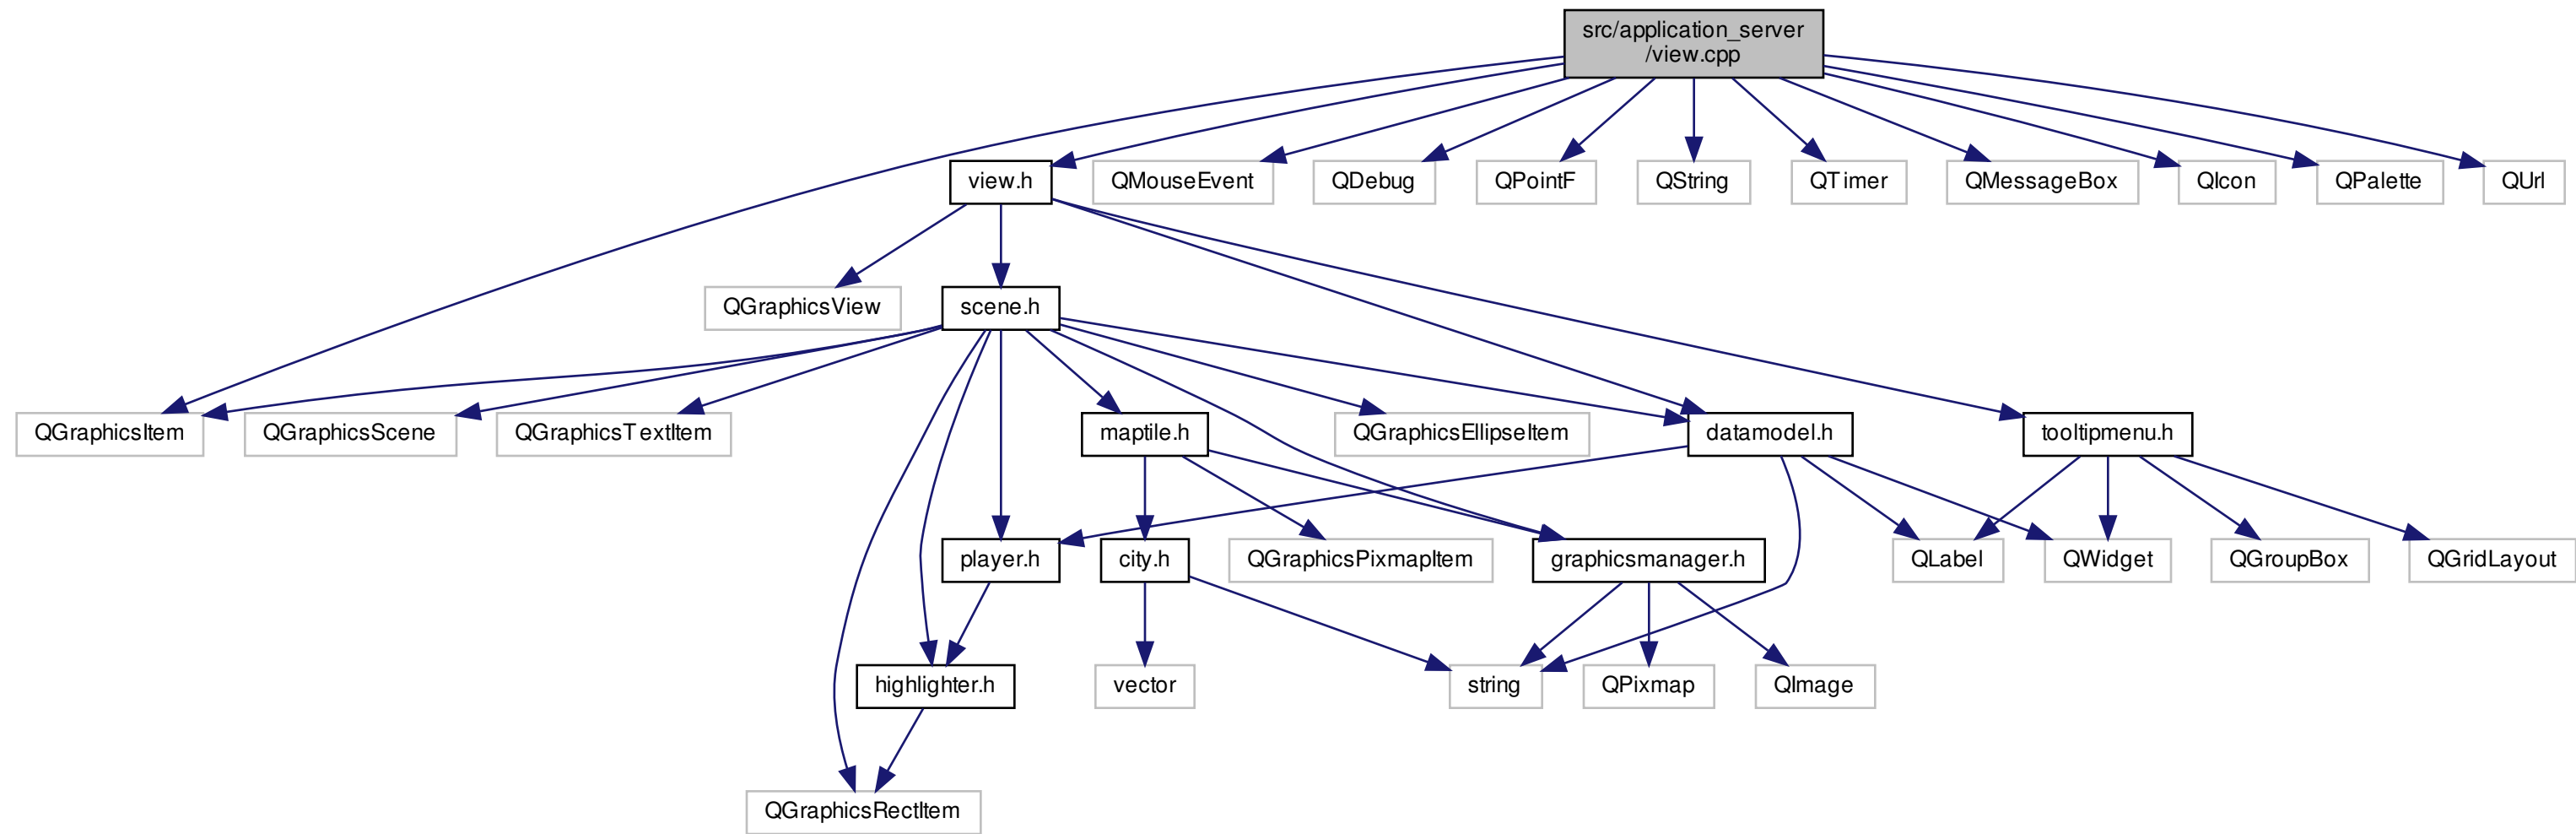 src/application_server
/view.cpp
view.h
QMouseEvent
QDebug
QPointF
QString
QTimer
QMessageBox
QIcon
QPalette
QUrl
QGraphicsView
scene.h
QGraphicsItem
QGraphicsScene
QGraphicsTextItem
maptile.h
QGraphicsEllipseItem
datamodel.h
tooltipmenu.h
player.h
city.h
QGraphicsPixmapItem
graphicsmanager.h
QLabel
QWidget
QGroupBox
QGridLayout
highlighter.h
vector
string
QPixmap
QImage
QGraphicsRectItem